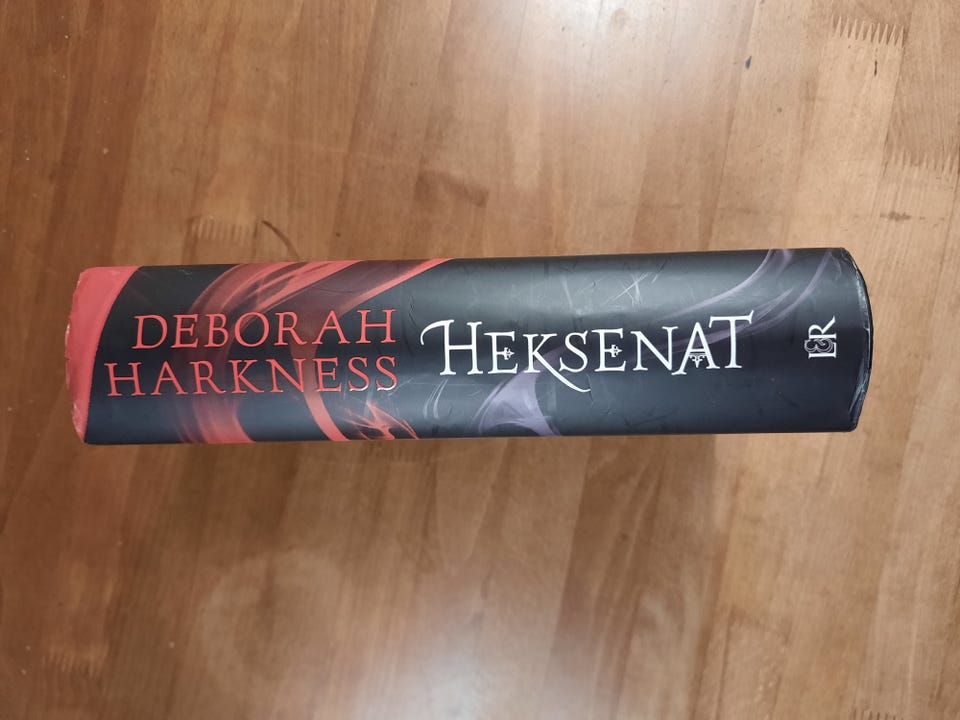 DEBORAH
HARKNESS
HEKSENAT
L&R